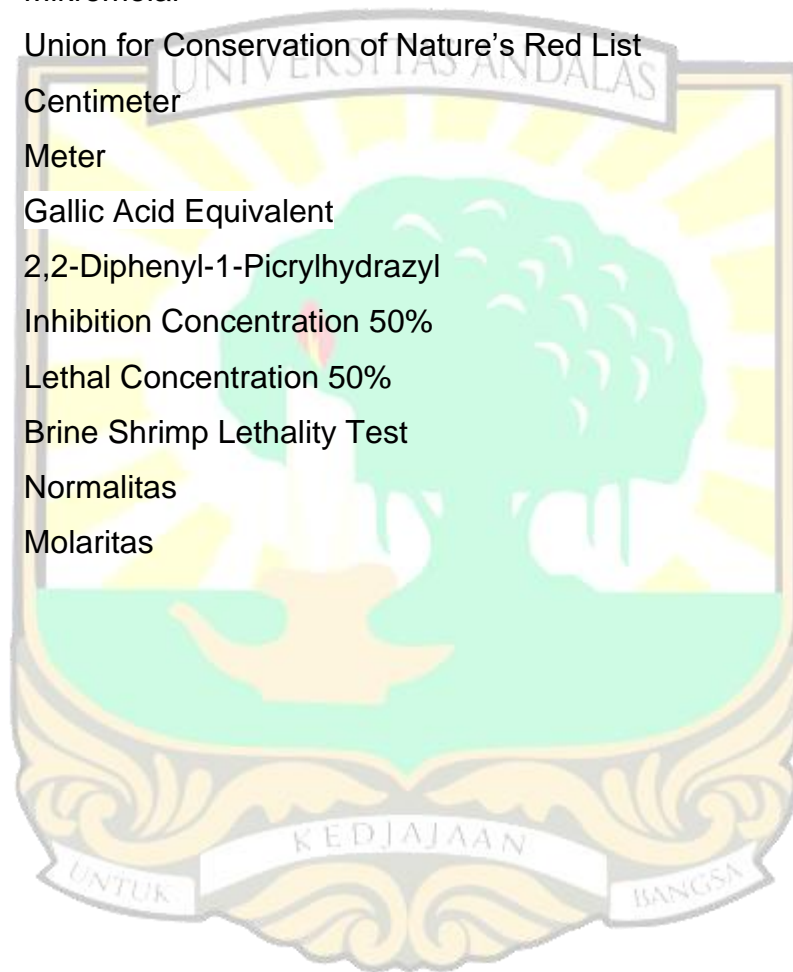 Union for Conservation of Nature’s Red List
UNIVERSITAS ANDALAS
Centimeter
Meter
Gallic Acid Equivalent
2,2-Diphenyl-1-Picrylhydrazyl
Inhibition Concentration 50%
Lethal Concentration 50%
Brine Shrimp Lethality Test
Normalitas
Molaritas
KEDJAJAAN
UNTUK BANGSA